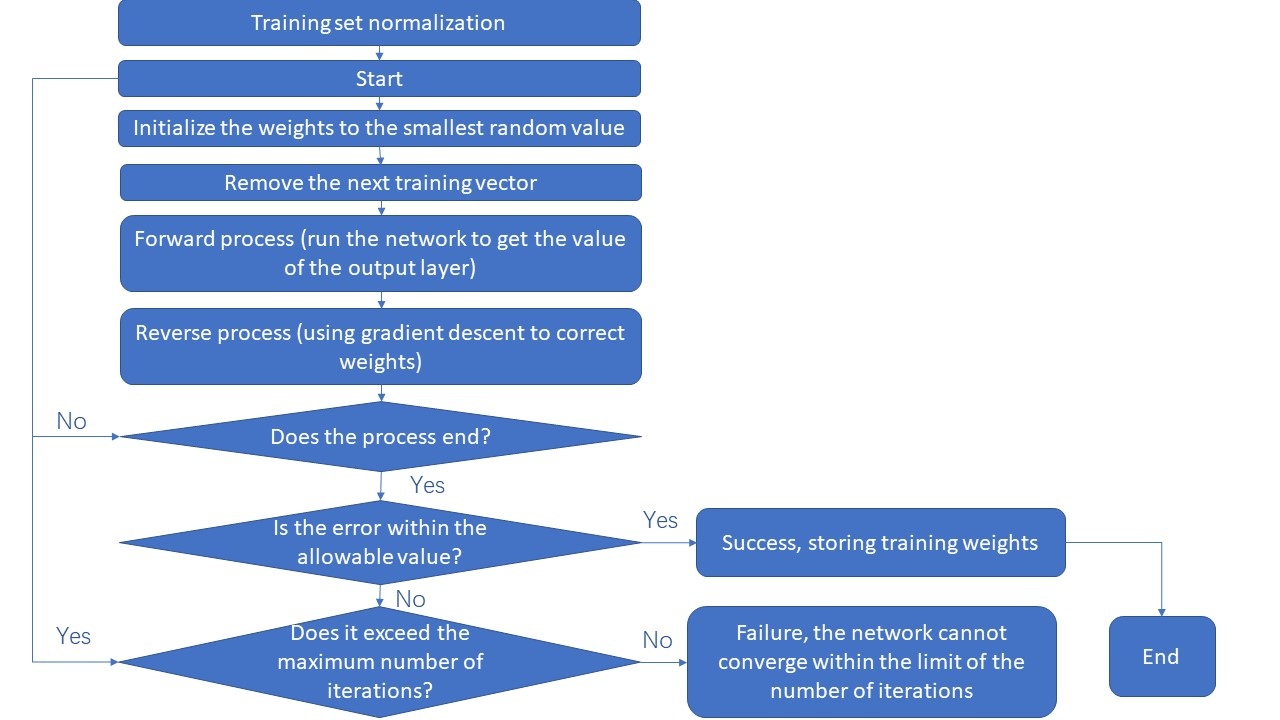 Training set normalization
Start
Initialize the weights to the smallest random value
Remove the next training vector
Forward process (run the network to get the value
of the output layer)
Reverse process (using gradient descent to correct
weights)
No
Does the process end?
Yes
Is the error within the
allowable value?
Yes
Success, storing training weights
No
Yes
Does it exceed the
maximum number of
iterations?
No
Failure, the network cannot
converge within the limit of the
number of iterations
End